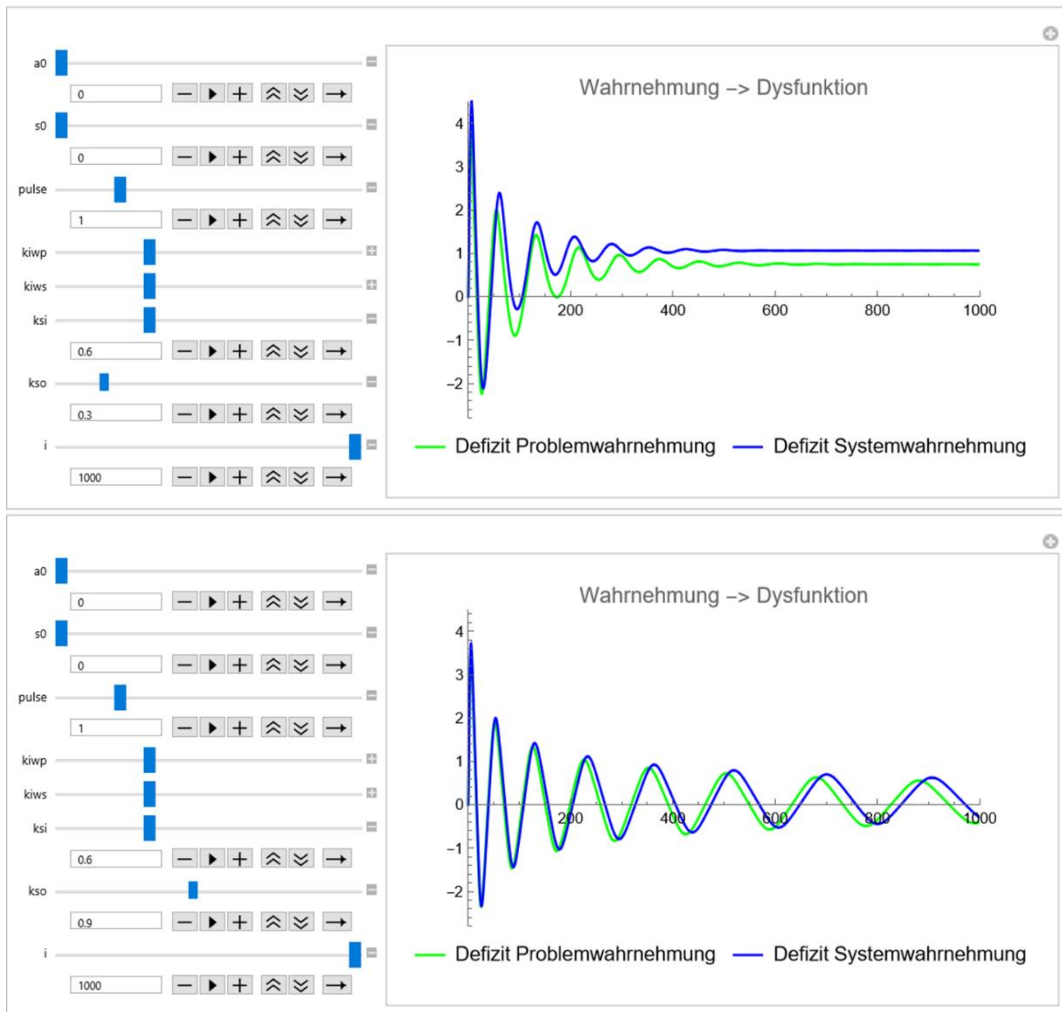 a0
0
s0
0
pulse
1
kiwp
kiws
ksi
0.6
kso
0.3
i
1000
Wahrnehmung -> Dysfunktion
4
3
2
1
0
-1
-2
200 400 600 800 1000
Defizit Problemwahrnehmung Defizit Systemwahrnehmung
a0
0
s0
0
pulse
1
kiwp
kiws
ksi
0.6
kso
0.9
i
1000
Wahrnehmung -> Dysfunktion
4
3
2
1
0
-1
-2
200 400 600 800 1000
Defizit Problemwahrnehmung Defizit Systemwahrnehmung